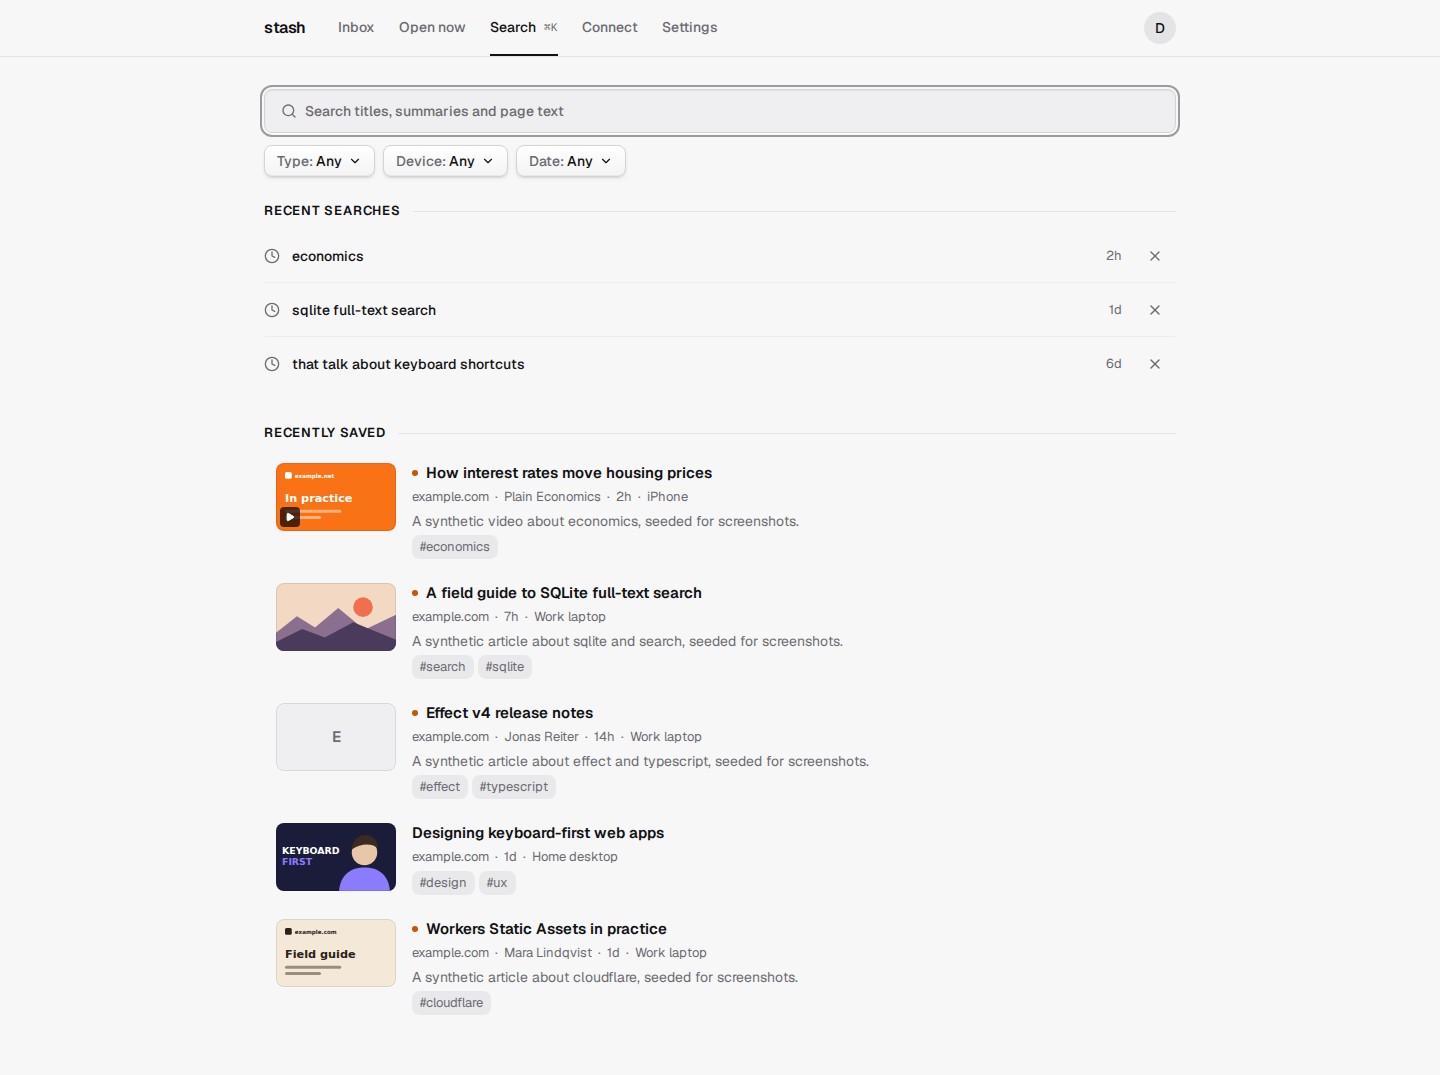 stash
Inbox
Open now
Search ⌘K
Connect
Settings
D
Search titles, summaries and page text
Type: Any
Device: Any
Date: Any
RECENT SEARCHES
economics 2h
sqlite full-text search 1d
that talk about keyboard shortcuts 6d
RECENTLY SAVED
example.net
In practice
How interest rates move housing prices
example.com · Plain Economics · 2h · iPhone
A synthetic video about economics, seeded for screenshots.
#economics
A field guide to SQLite full-text search
example.com · 7h · Work laptop
A synthetic article about sqlite and search, seeded for screenshots.
#search #sqlite
E
Effect v4 release notes
example.com · Jonas Reiter · 14h · Work laptop
A synthetic article about effect and typescript, seeded for screenshots.
#effect #typescript
KEYBOARD
FIRST
Designing keyboard-first web apps
example.com · 1d · Home desktop
#design #ux
example.com
Field guide
Workers Static Assets in practice
example.com · Mara Lindqvist · 1d · Work laptop
A synthetic article about cloudflare, seeded for screenshots.
#cloudflare